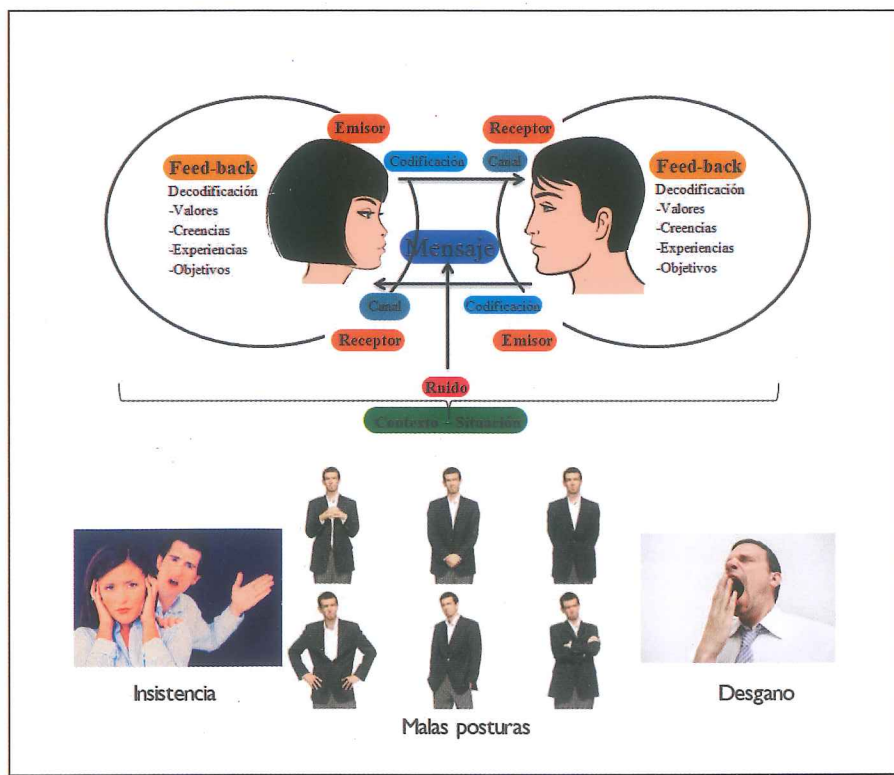 Emisor
Receptor
Codificación
Canal
Feed-back
Decodificación
-Valores
-Creencias
-Experiencias
-Objetivos
Feed-back
Decodificación
-Valores
-Creencias
-Experiencias
-Objetivos
Mensaje
Canal
Codificación
Receptor
Emisor
Ruido
Contexto – Situación
Insistencia
Malas posturas
Desgano